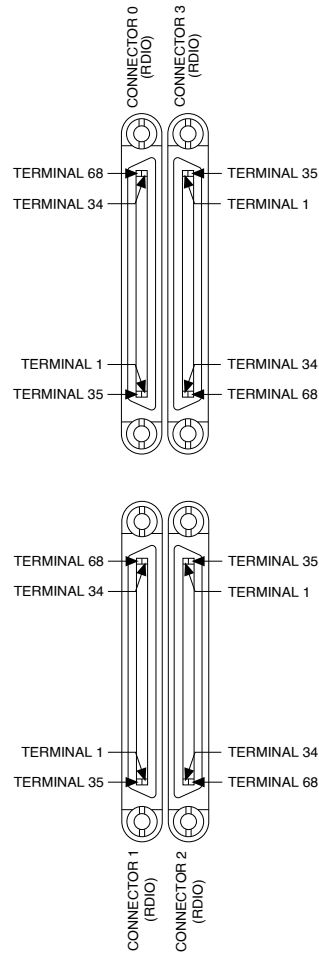 CONNECTOR 0
(RDIO)
CONNECTOR 3
(RDIO)
TERMINAL 68
TERMINAL 35
TERMINAL 34
TERMINAL 1
TERMINAL 1
TERMINAL 34
TERMINAL 35
TERMINAL 68
TERMINAL 68
TERMINAL 35
TERMINAL 34
TERMINAL 1
TERMINAL 1
TERMINAL 34
TERMINAL 35
TERMINAL 68
CONNECTOR 1
(RDIO)
CONNECTOR 2
(RDIO)